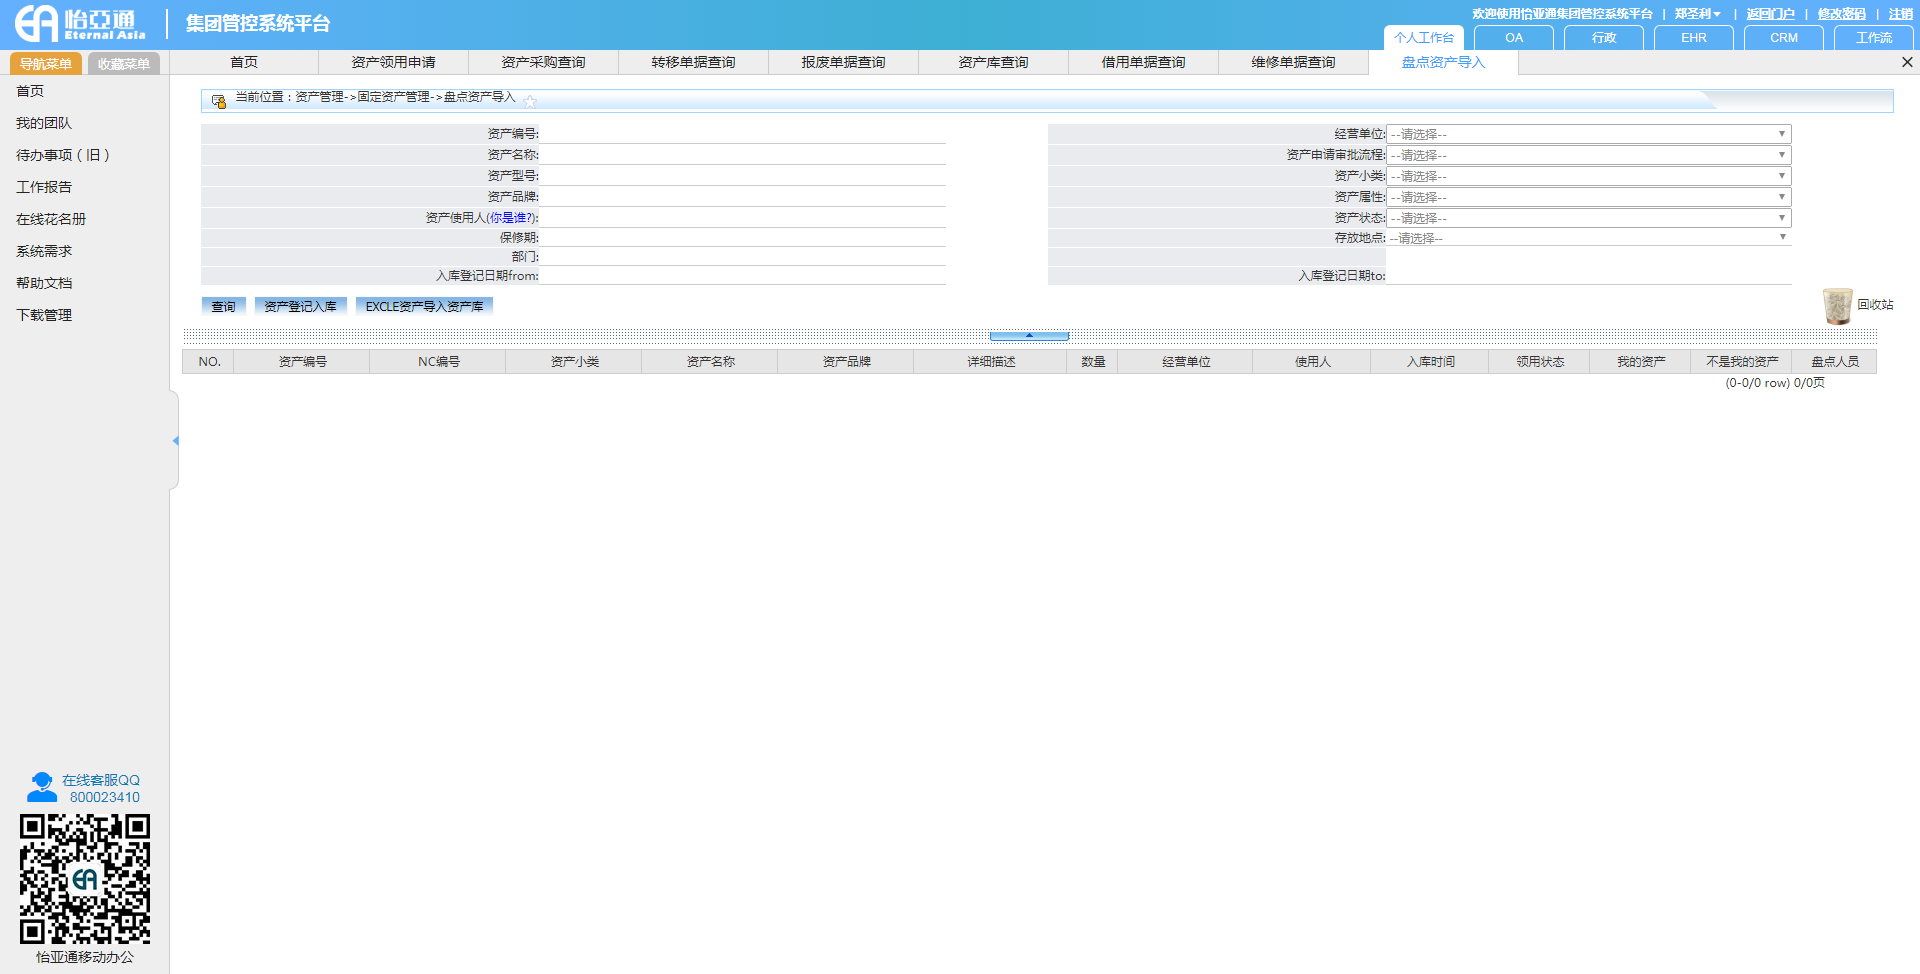 怡亞通 Eternal Asia 集团管控系统平台
欢迎使用怡亚通集团管控系统平台 | 郑圣利 | 返回门户 | 修改密码 | 注销
个人工作台 OA 行政 EHR CRM 工作流
导航菜单 收藏菜单
首页 资产领用申请 资产采购查询 转移单据查询 报废单据查询 资产库查询 借用单据查询 维修单据查询 盘点资产导入
首页
我的团队
待办事项（旧）
工作报告
在线花名册
系统需求
帮助文档
下载管理
当前位置：资产管理->固定资产管理->盘点资产导入
资产编号: 经营单位: --请选择--
资产名称: 资产申请审批流程: --请选择--
资产型号: 资产小类: --请选择--
资产品牌: 资产属性: --请选择--
资产使用人(你是谁?): 资产状态: --请选择--
保修期: 存放地点: --请选择--
部门:
入库登记日期from: 入库登记日期to:
查询 资产登记入库 EXCLE资产导入资产库 回收站
NO. 资产编号 NC编号 资产小类 资产名称 资产品牌 详细描述 数量 经营单位 使用人 入库时间 领用状态 我的资产 不是我的资产 盘点人员
(0-0/0 row) 0/0页
在线客服QQ
800023410
怡亚通移动办公